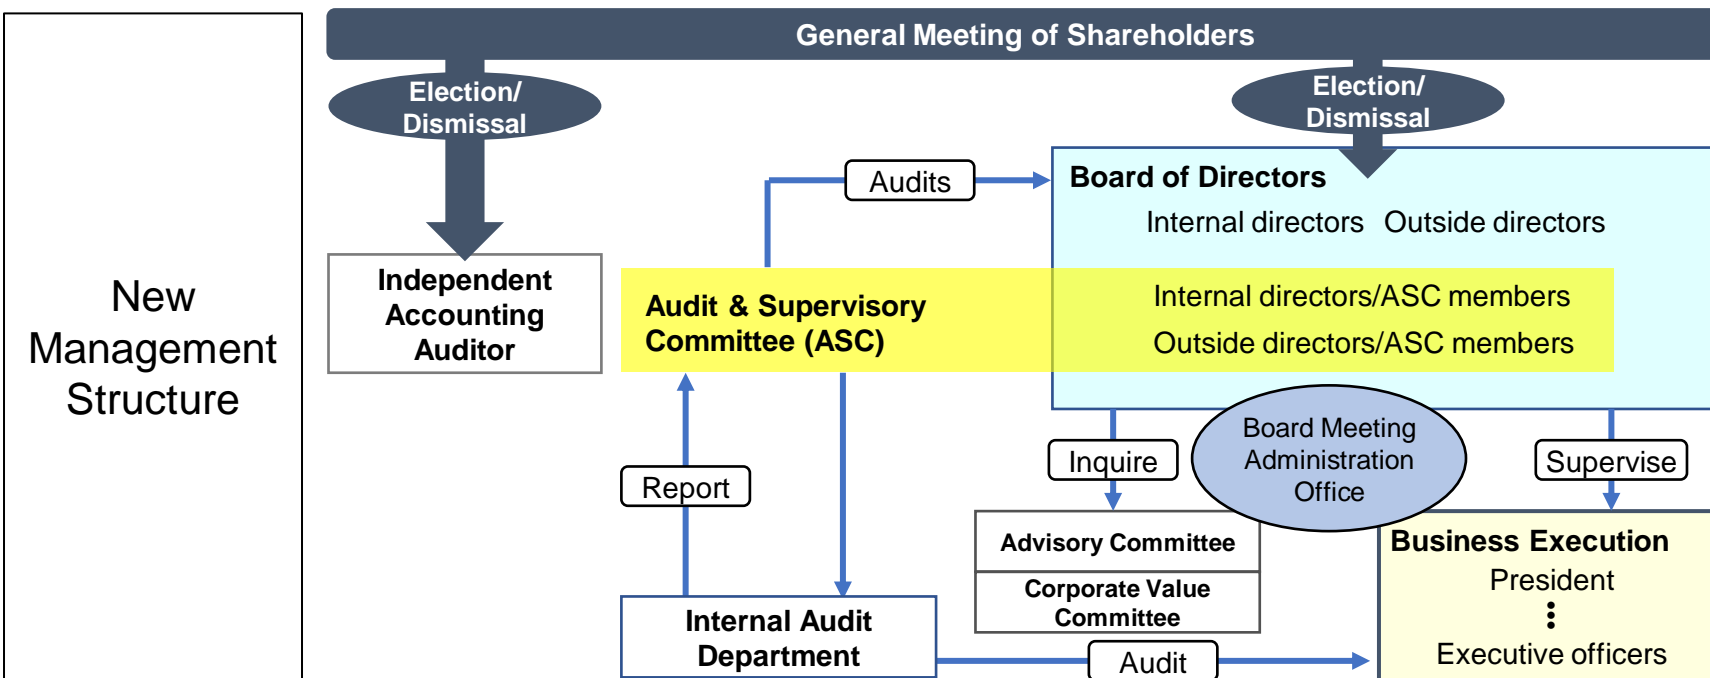 New
Management
Structure
General Meeting of Shareholders
Election/
Dismissal
Election/
Dismissal
Audits
Board of Directors
Internal directors Outside directors
Independent
Accounting
Auditor
Audit & Supervisory
Committee (ASC)
Internal directors/ASC members
Outside directors/ASC members
Report
Inquire
Board Meeting
Administration
Office
Supervise
Advisory Committee
Corporate Value
Committee
Business Execution
President
Executive officers
Internal Audit
Department
Audit